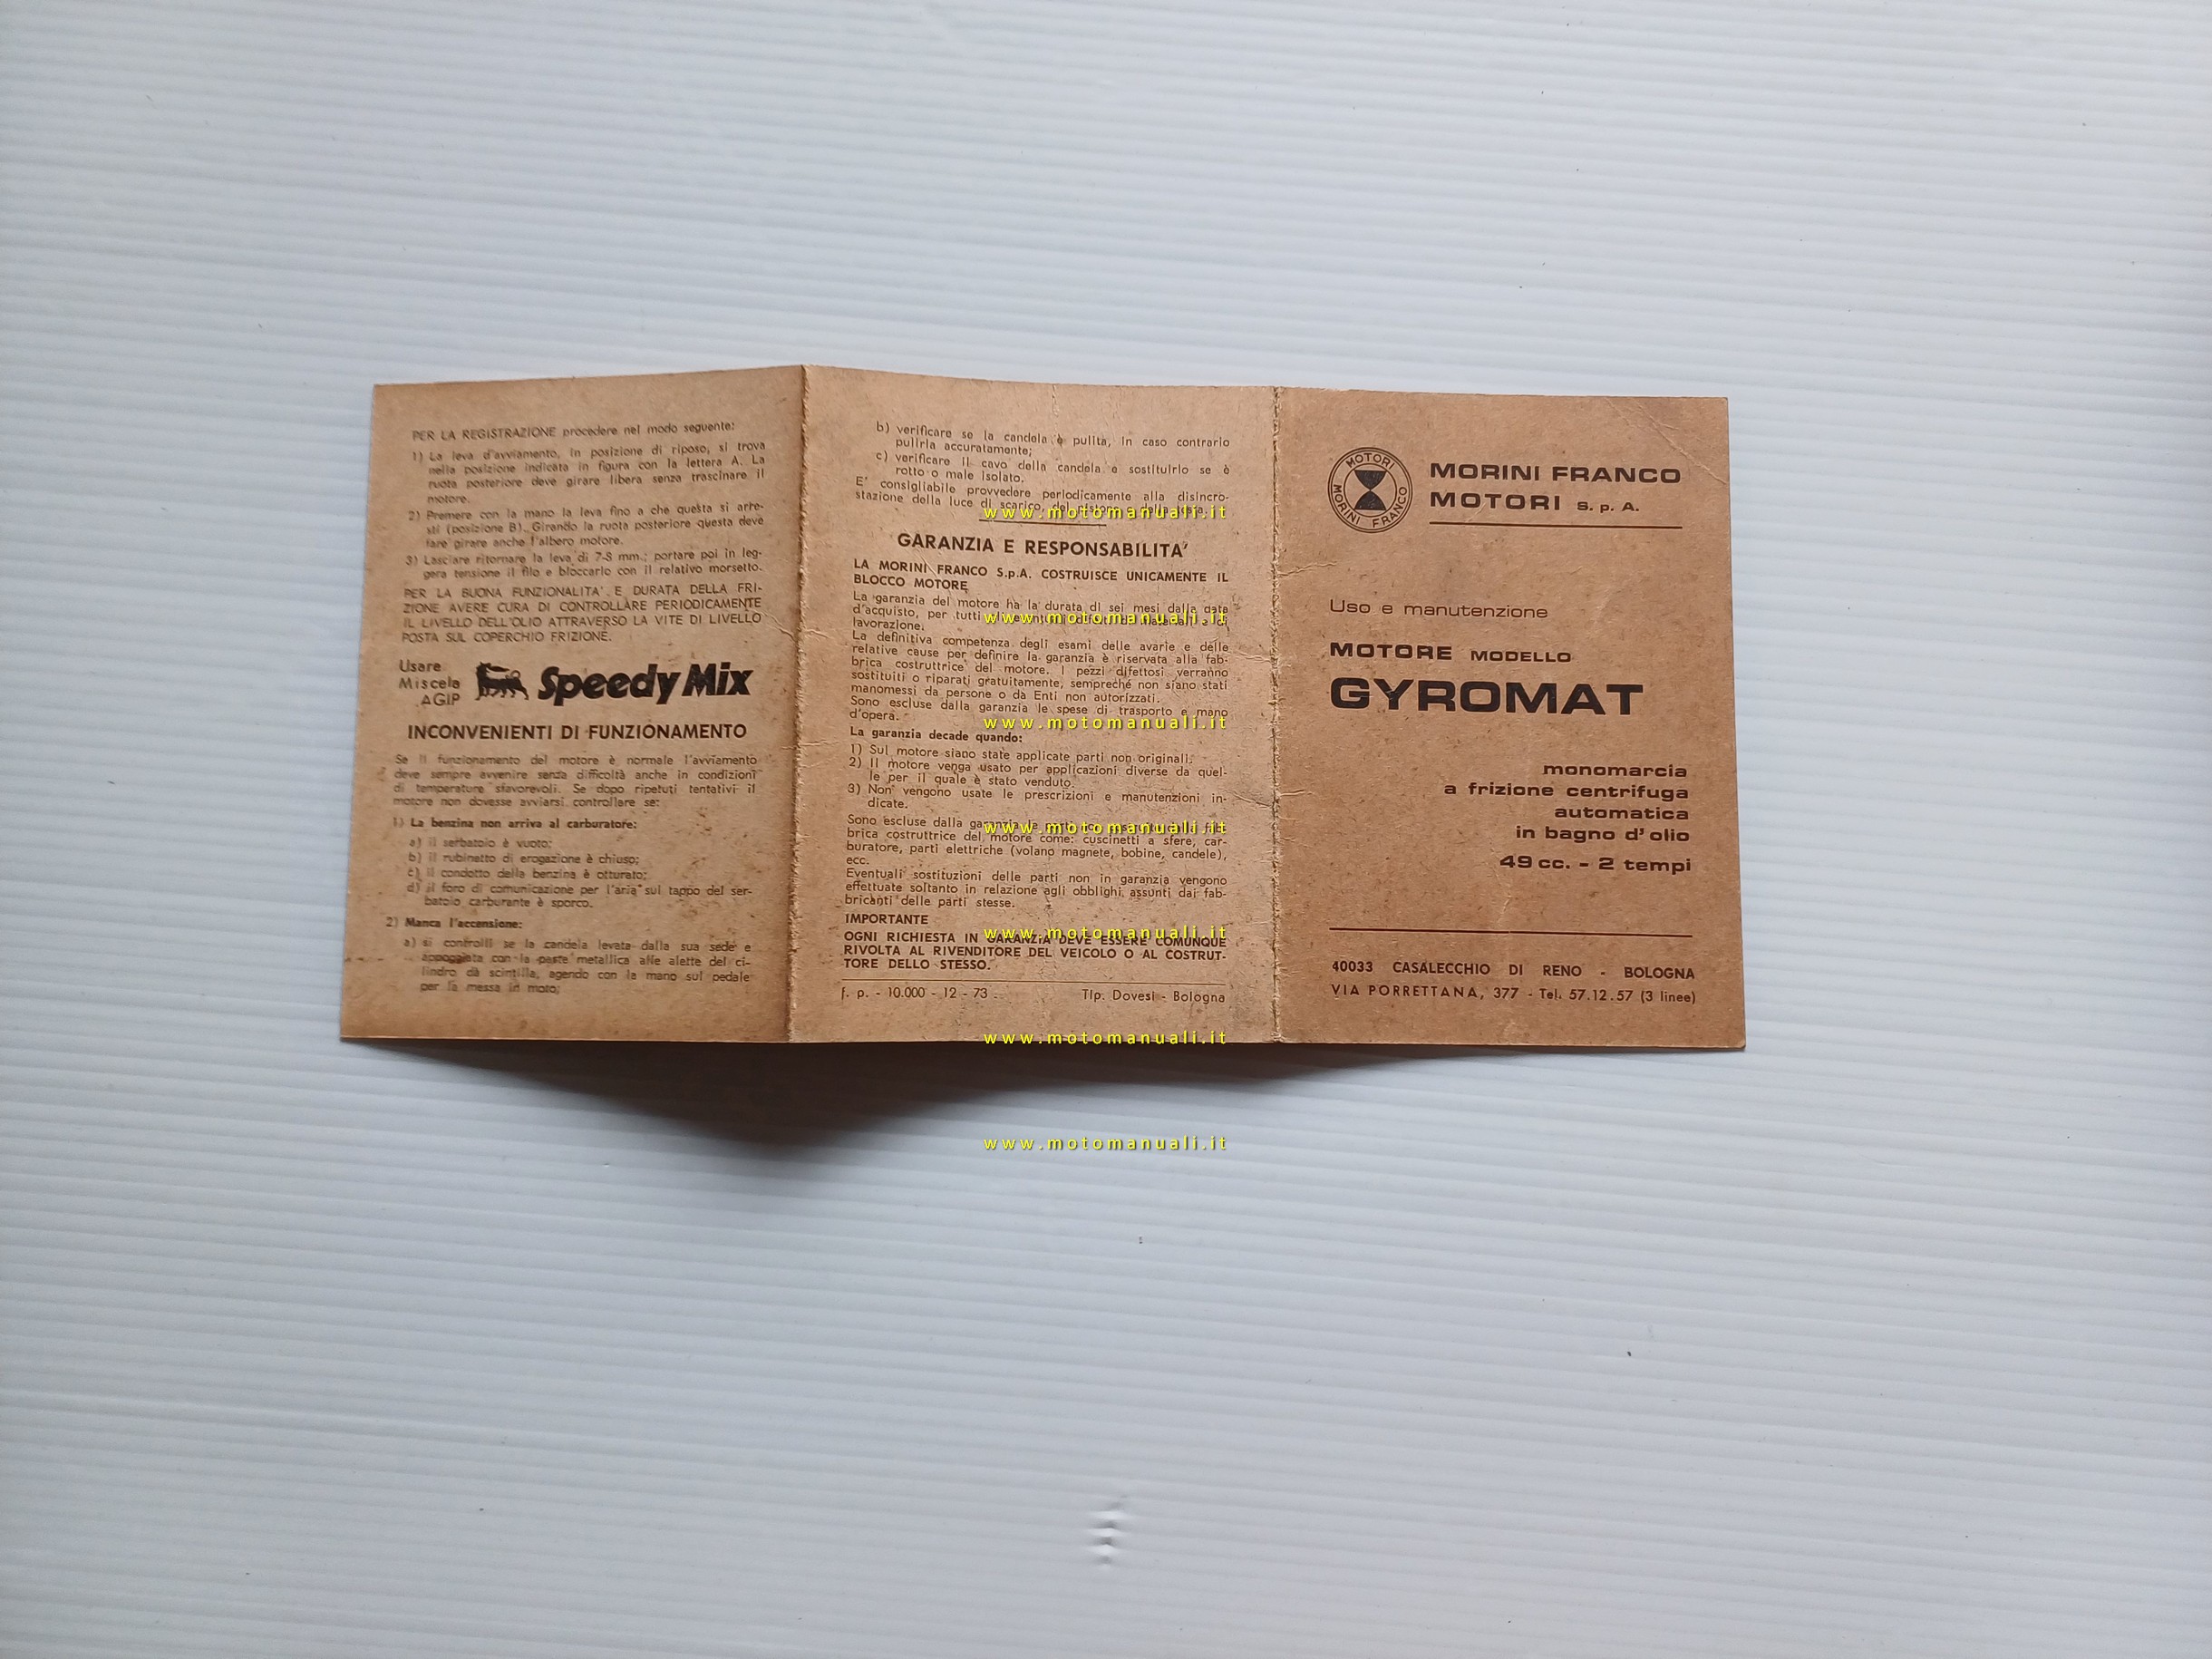 PER LA REGISTRAZIONE procedere nel modo seguente:
1) La leva d'avviamento, in posizione di riposo, si trova
nella posizione indicata in figura con la lettera A. La
ruota posteriore deve girare libera senza trascinare il
motore.
2) Premere con la mano la leva fino a che questa si arre-
sti (posizione B). Girando la ruota posteriore questa deve
fare girare anche l'albero motore.
3) Lasciare ritornare la leva di 7-8 mm.; portare poi in leg-
gera tensione il filo e bloccarlo con il relativo morsetto.
PER LA BUONA FUNZIONALITA' E DURATA DELLA FRI-
ZIONE AVERE CURA DI CONTROLLARE PERIODICAMENTE
IL LIVELLO DELL'OLIO ATTRAVERSO LA VITE DI LIVELLO
POSTA SUL COPERCHIO FRIZIONE.
Usare
Miscela
AGIP
Speedy Mix
INCONVENIENTI DI FUNZIONAMENTO
Se il funzionamento del motore è normale l'avviamento
deve sempre avvenire senza difficoltà anche in condizioni
di temperature sfavorevoli. Se dopo ripetuti tentativi il
motore non dovesse avviarsi controllare se:
1) La benzina non arriva al carburatore:
a) il serbatoio è vuoto;
b) il rubinetto di erogazione è chiuso;
c) il condotto della benzina è otturato;
d) il foro di comunicazione per l'aria sul tappo del ser-
batoio carburante è sporco.
2) Manca l'accensione:
a) si controlli se la candela levata dalla sua sede e
appoggiata con la parte metallica alle alette del ci-
lindro dà scintilla, agendo con la mano sul pedale
per la messa in moto;
b) verificare se la candela è pulita, in caso contrario
pulirla accuratamente;
c) verificare il cavo della candela e sostituirlo se è
rotto o male isolato.
E' consigliabile provvedere periodicamente alla disincro-
stazione della luce di scarico
www.motomanuali.it
GARANZIA E RESPONSABILITA'
LA MORINI FRANCO S.p.A. COSTRUISCE UNICAMENTE IL
BLOCCO MOTORE
La garanzia del motore ha la durata di sei mesi dalla data
d'acquisto, per tutti
www.motomanuali.it
lavorazione.
La definitiva competenza degli esami delle avarie e delle
relative cause per definire la garanzia è riservata alla fab-
brica costruttrice del motore. I pezzi difettosi verranno
sostituiti o riparati gratuitamente, sempreché non siano stati
manomessi da persone o da Enti non autorizzati.
Sono escluse dalla garanzia le spese di trasporto e mano
d'opera.
www.motomanuali.it
La garanzia decade quando:
1) Sul motore siano state applicate parti non originali.
2) Il motore venga usato per applicazioni diverse da quel-
le per il quale è stato venduto.
3) Non vengono usate le prescrizioni e manutenzioni in-
dicate.
Sono escluse dalla garanzia le
www.motomanuali.it
brica costruttrice del motore come: cuscinetti a sfere, car-
buratore, parti elettriche (volano magnete, bobine, candele),
ecc.
Eventuali sostituzioni delle parti non in garanzia vengono
effettuate soltanto in relazione agli obblighi assunti dai fab-
bricanti delle parti stesse.
IMPORTANTE
www.motomanuali.it
OGNI RICHIESTA IN GARANZIA DEVE ESSERE COMUNQUE
RIVOLTA AL RIVENDITORE DEL VEICOLO O AL COSTRUT-
TORE DELLO STESSO.
f. p. - 10.000 - 12 - 73 -
Tip. Dovesi - Bologna
www.motomanuali.it
www.motomanuali.it
MOTORI
MORINI FRANCO
MORINI FRANCO
MOTORI S.p.A.
Uso e manutenzione
MOTORE MODELLO
GYROMAT
monomarcia
a frizione centrifuga
automatica
in bagno d'olio
49 cc. - 2 tempi
40033 CASALECCHIO DI RENO - BOLOGNA
VIA PORRETTANA, 377 - Tel. 57.12.57 (3 linee)